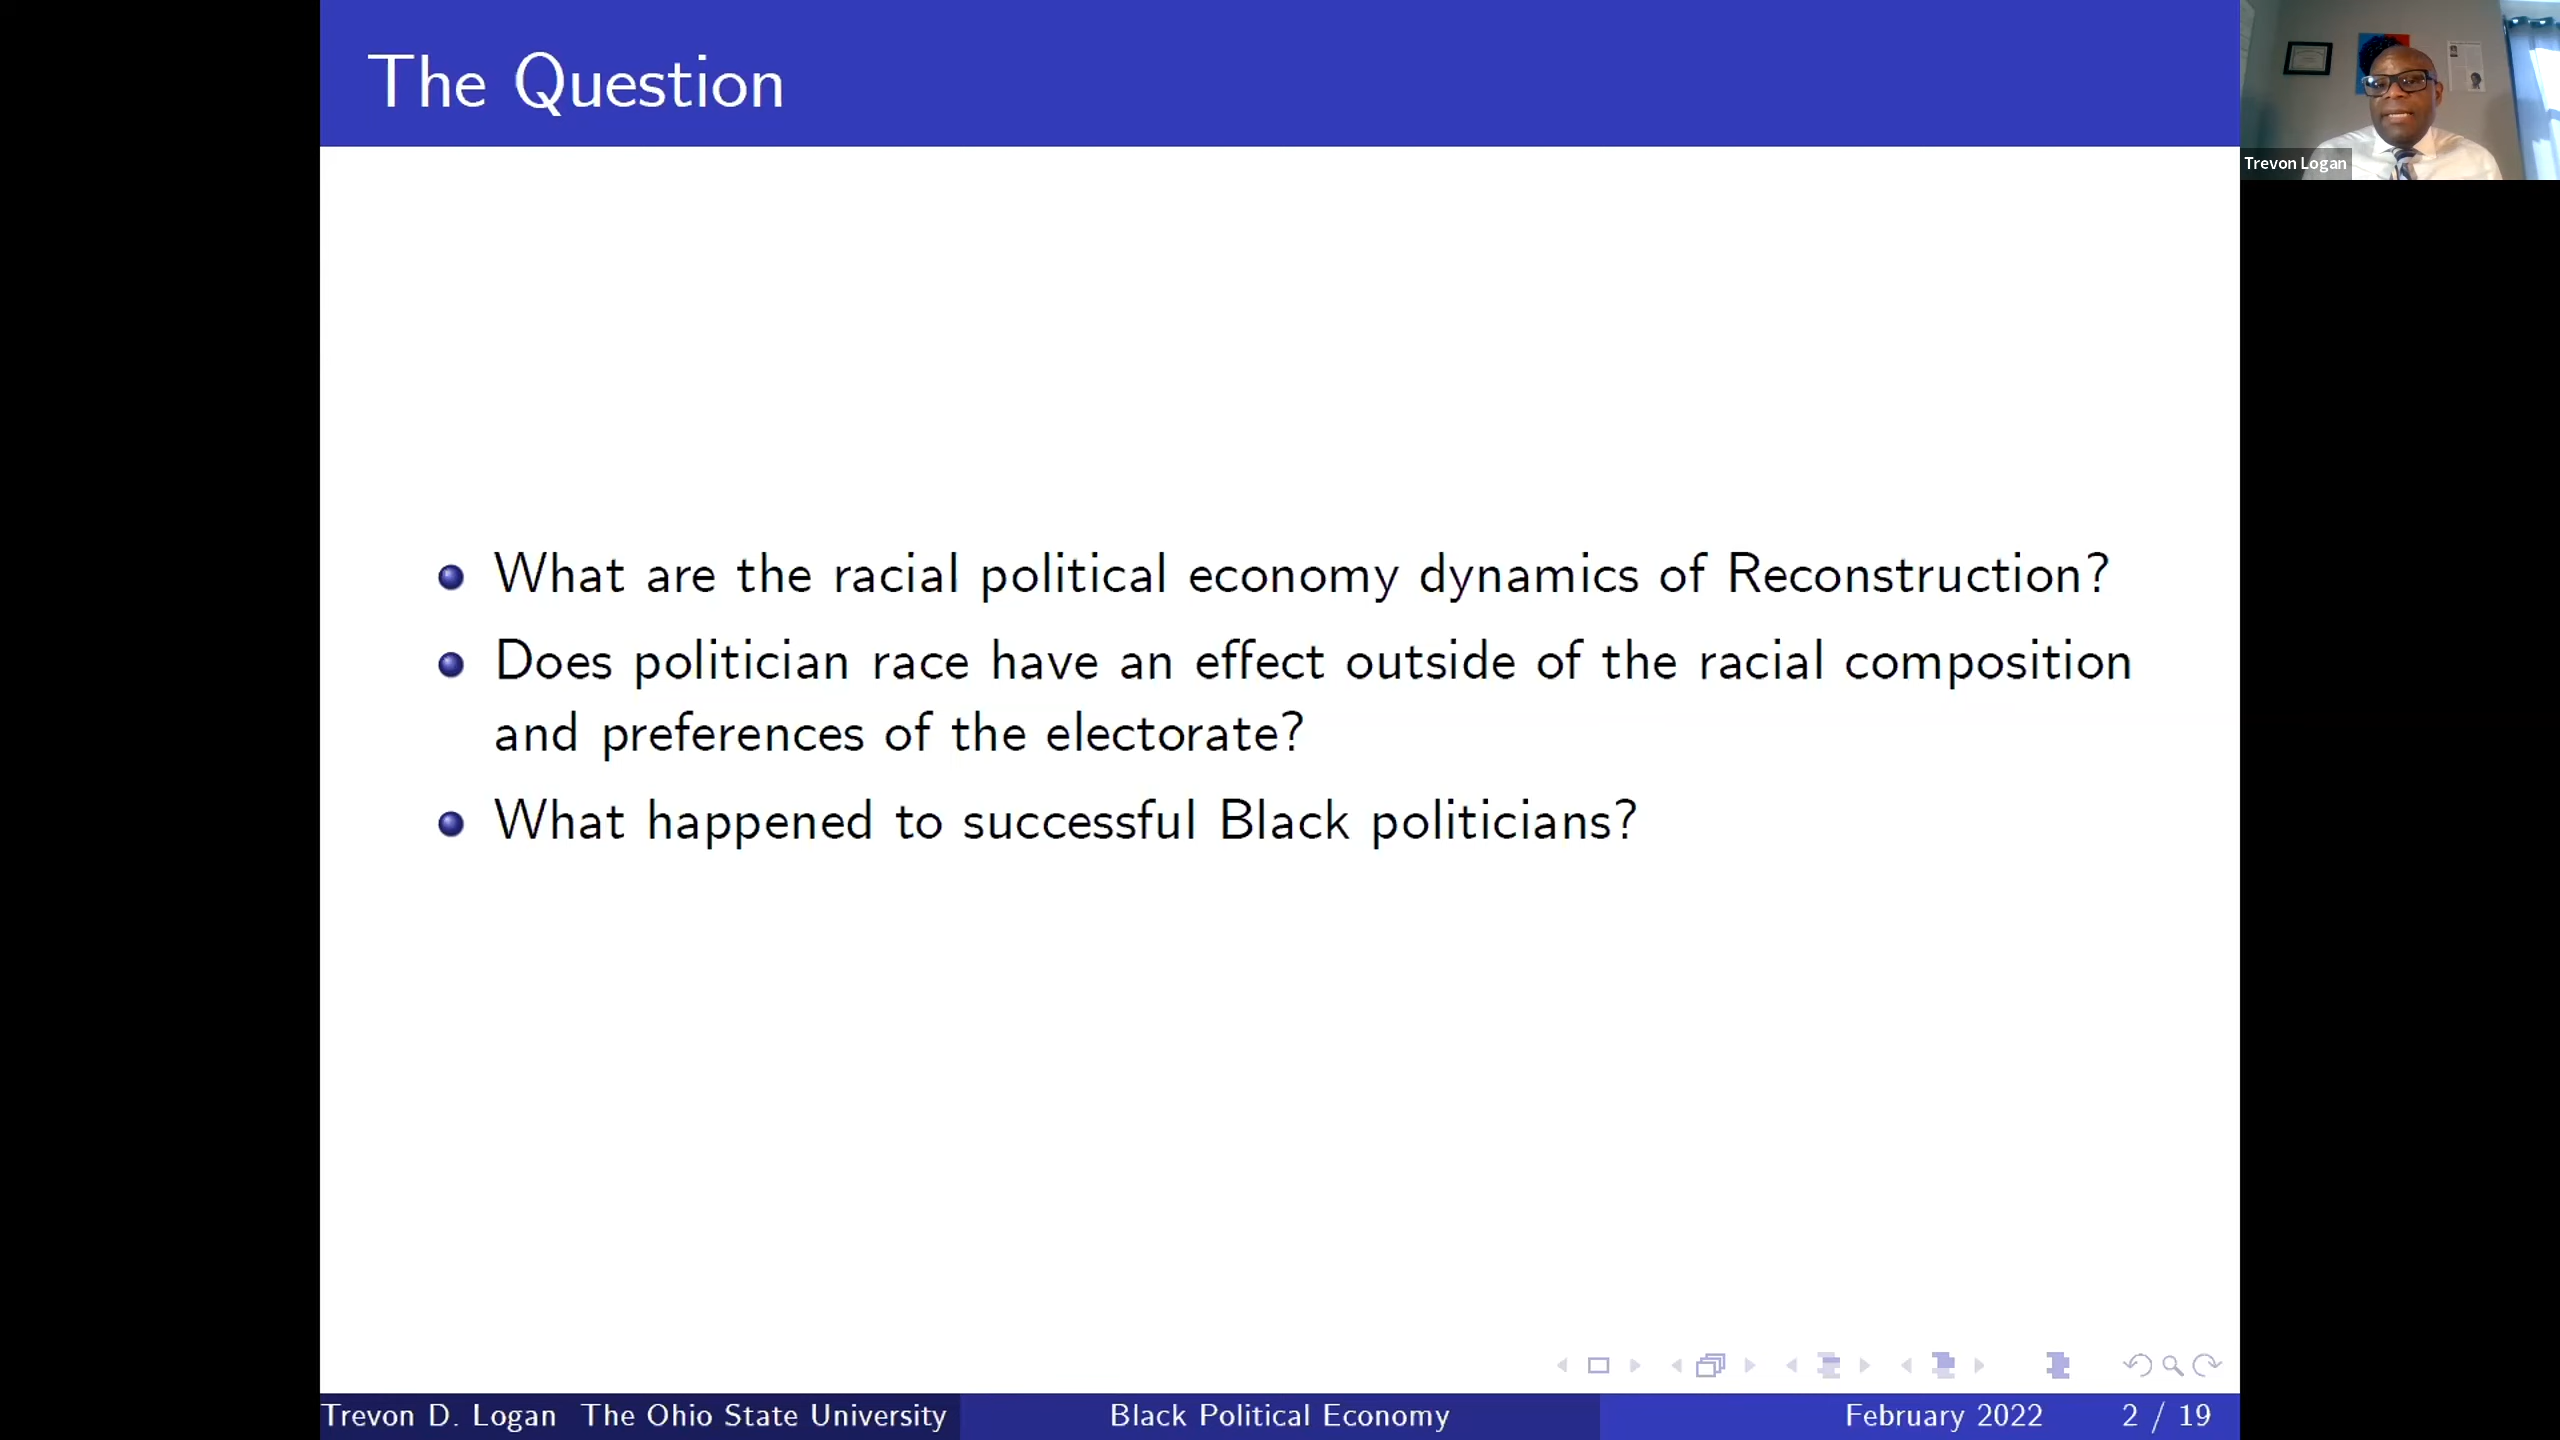 The Question
Trevon Logan
What are the racial political economy dynamics of Reconstruction?
Does politician race have an effect outside of the racial composition
and preferences of the electorate?
What happened to successful Black politicians?
Trevon D. Logan The Ohio State University Black Political Economy February 2022 2 / 19